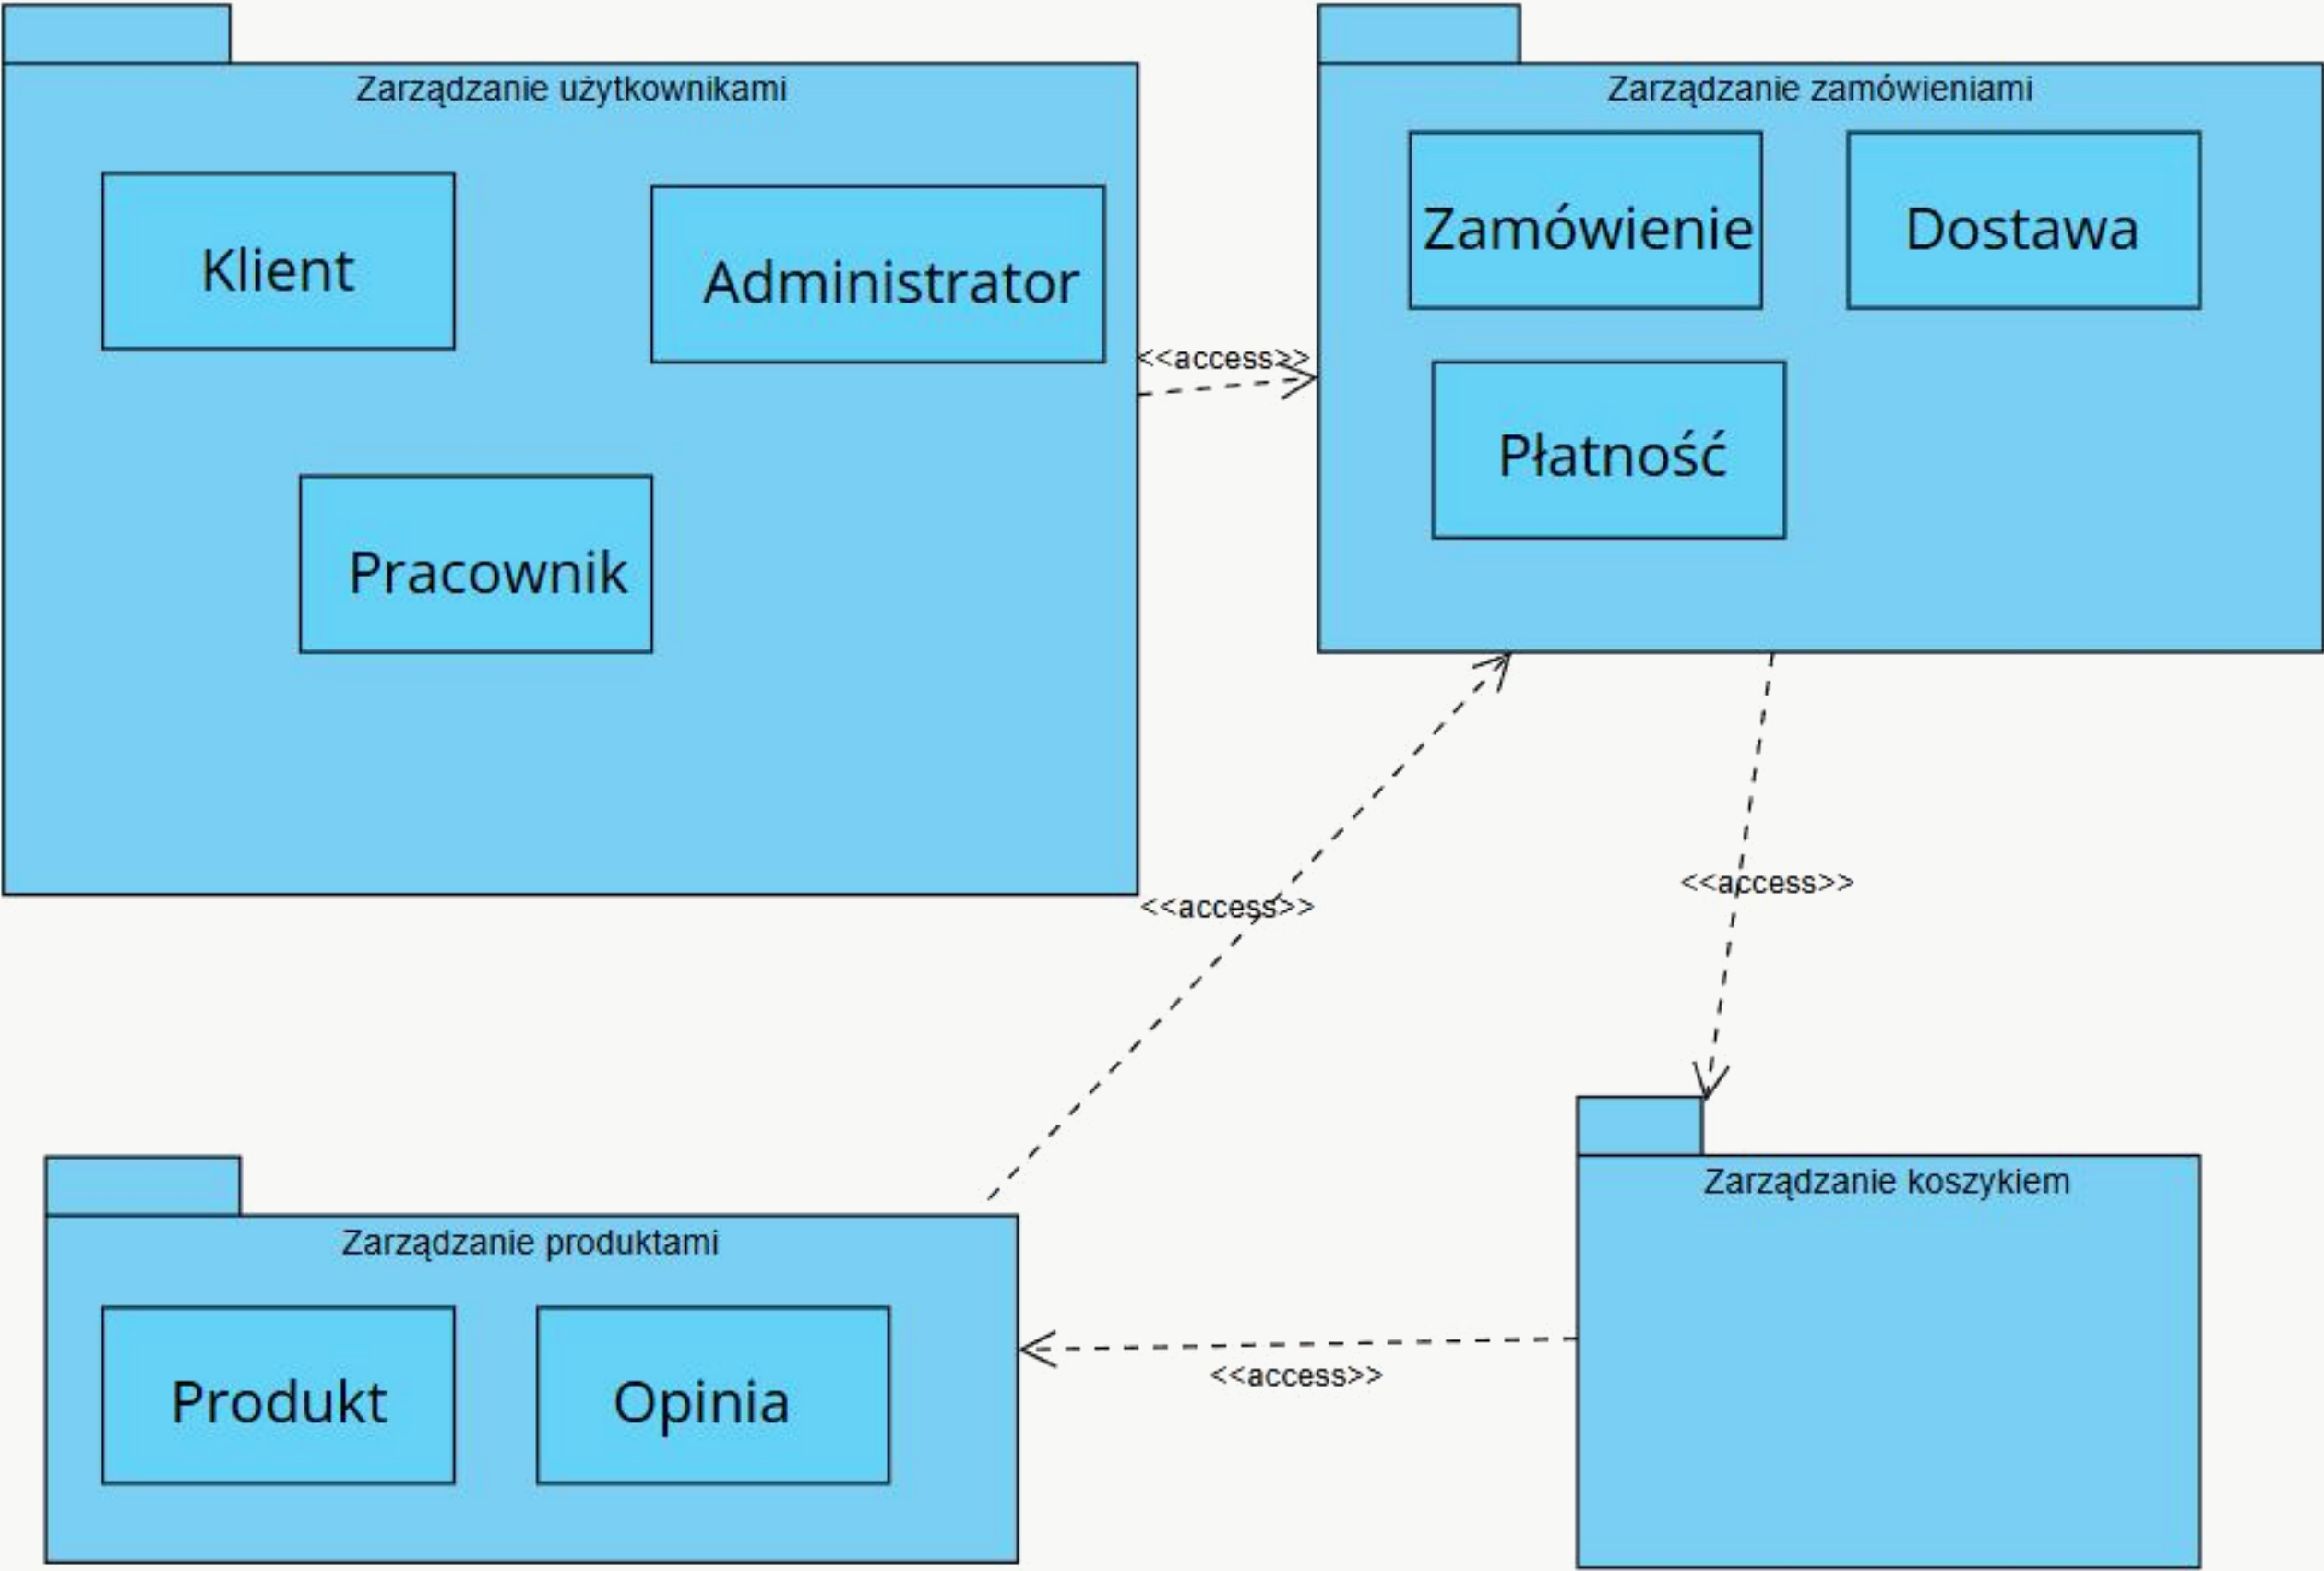 Zarządzanie użytkownikami
Klient
Administrator
Pracownik
<<access>>
Zarządzanie zamówieniami
Zamówienie
Dostawa
Płatność
<<access>>
<<access>>
Zarządzanie produktami
Produkt
Opinia
<<access>>
Zarządzanie koszykiem